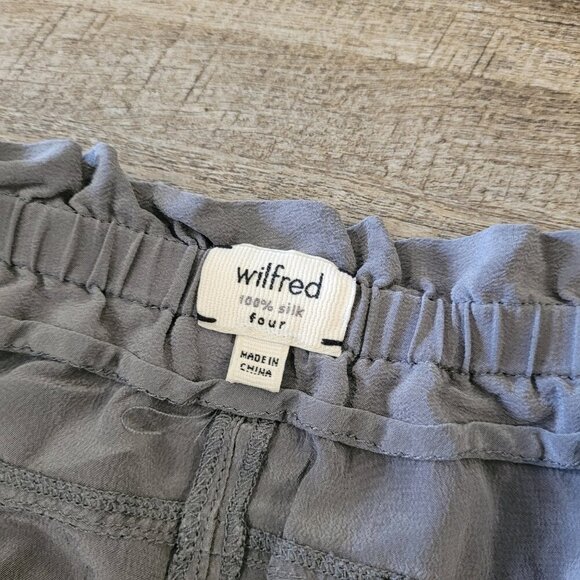 wilfred
100% silk
four
MADE IN
CHINA